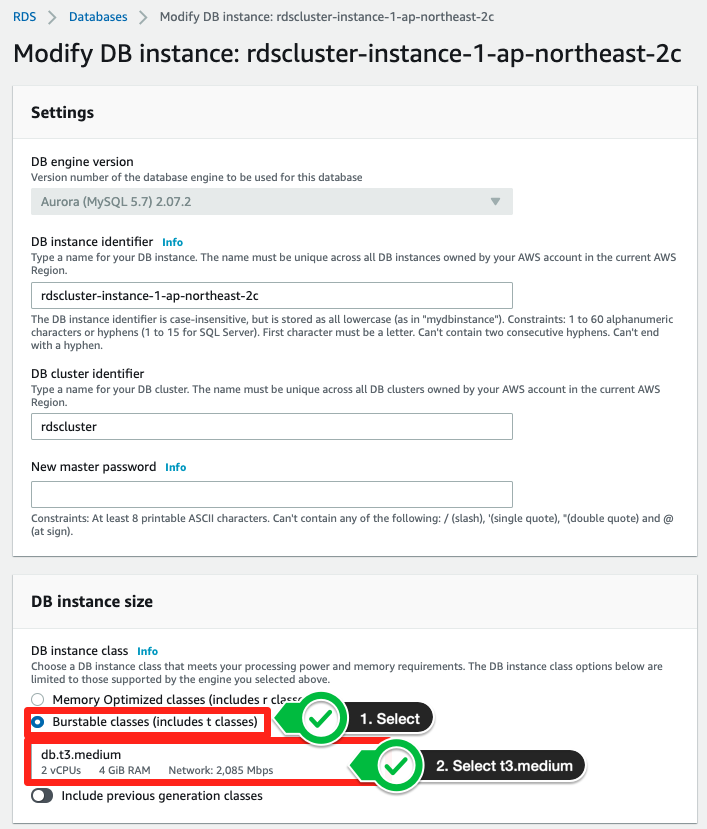 RDS > Databases > Modify DB instance: rdscluster-instance-1-ap-northeast-2c
Modify DB instance: rdscluster-instance-1-ap-northeast-2c
Settings
DB engine version
Version number of the database engine to be used for this database
Aurora (MySQL 5.7) 2.07.2
DB instance identifier Info
Type a name for your DB instance. The name must be unique across all DB instances owned by your AWS account in the current AWS
Region.
rdscluster-instance-1-ap-northeast-2c
The DB instance identifier is case-insensitive, but is stored as all lowercase (as in "mydbinstance"). Constraints: 1 to 60 alphanumeric
characters or hyphens (1 to 15 for SQL Server). First character must be a letter. Can't contain two consecutive hyphens. Can't end
with a hyphen.
DB cluster identifier
Type a name for your DB cluster. The name must be unique across all DB clusters owned by your AWS account in the current AWS
Region.
rdscluster
New master password Info
Constraints: At least 8 printable ASCII characters. Can't contain any of the following: / (slash), '(single quote), "(double quote) and @
(at sign).
DB instance size
DB instance class Info
Choose a DB instance class that meets your processing power and memory requirements. The DB instance class options below are
limited to those supported by the engine you selected above.
Memory Optimized classes (includes r
Burstable classes (includes t classes)
1. Select
db.t3.medium
2 vCPUs 4 GiB RAM Network: 2,085 Mbps
2. Select t3.medium
Include previous generation classes